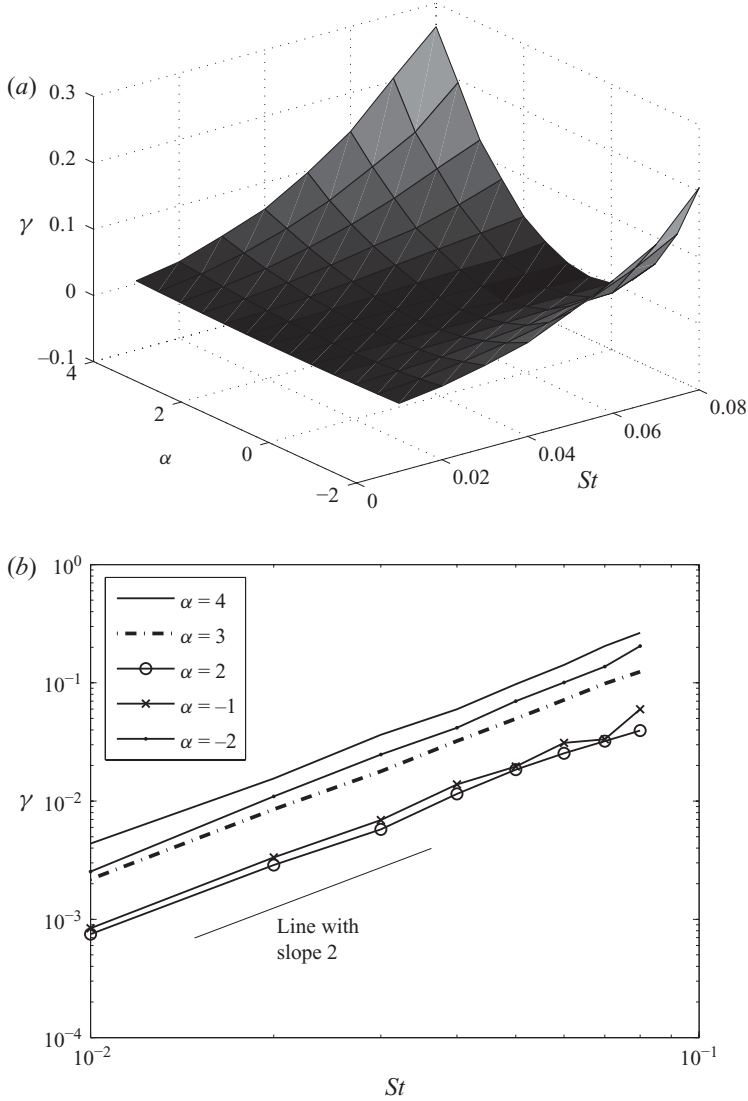 (a)
0.3
0.2
0.1
0
–0.1
γ
4
2
0
–2
α
0
0.02
0.04
0.06
0.08
St
(b)
10⁰
10⁻¹
10⁻²
10⁻³
10⁻⁴
γ
α = 4
α = 3
α = 2
α = –1
α = –2
Line with
slope 2
10⁻²
10⁻¹
St